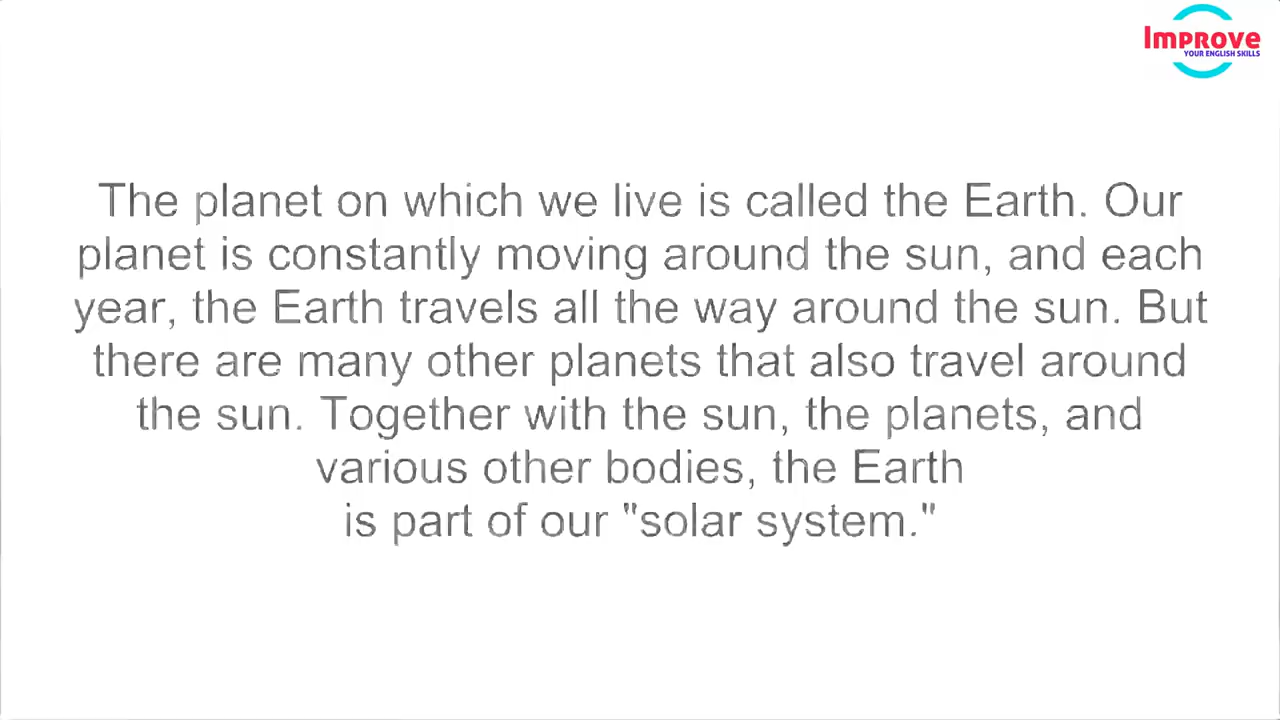 Improve
YOUR ENGLISH SKILLS
The planet on which we live is called the Earth. Our
planet is constantly moving around the sun, and each
year, the Earth travels all the way around the sun. But
there are many other planets that also travel around
the sun. Together with the sun, the planets, and
various other bodies, the Earth
is part of our "solar system."